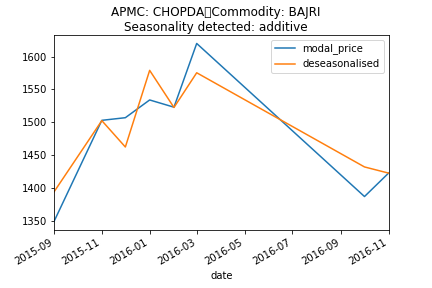 APMC: CHOPDA▯Commodity: BAJRI
Seasonality detected: additive
modal_price
deseasonalised
1600
1550
1500
1450
1400
1350
2015-09
2015-11
2016-01
2016-03
2016-05
2016-07
2016-09
2016-11
date